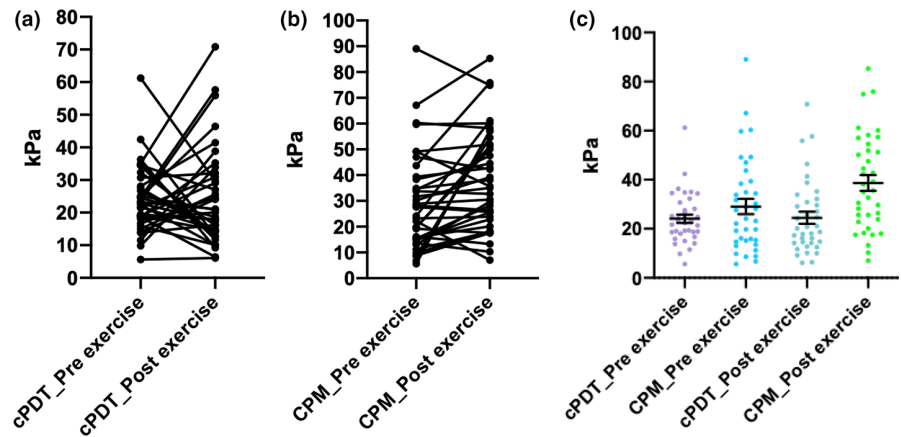 (a)
80
70
60
50
40
30
20
10
0
kPa
cPDT_Pre exercise
cPDT_Post exercise
(b)
100
90
80
70
60
50
40
30
20
10
0
kPa
CPM_Pre exercise
CPM_Post exercise
(c)
100
80
60
40
20
0
kPa
cPDT_Pre exercise
CPM_Pre exercise
cPDT_Post exercise
CPM_Post exercise